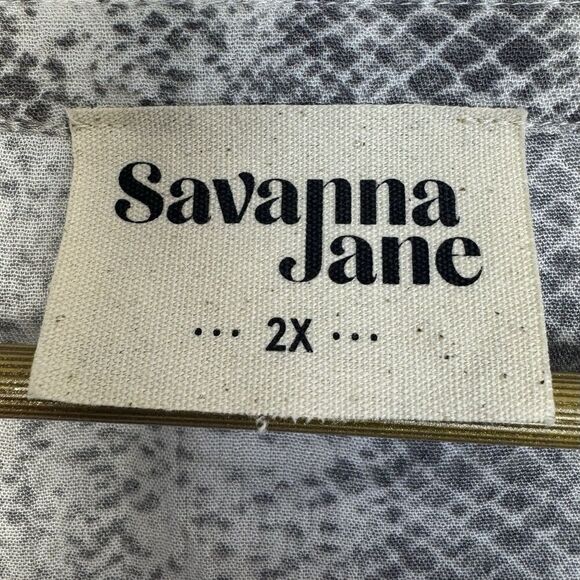 Savanna
Jane
••• 2X •••